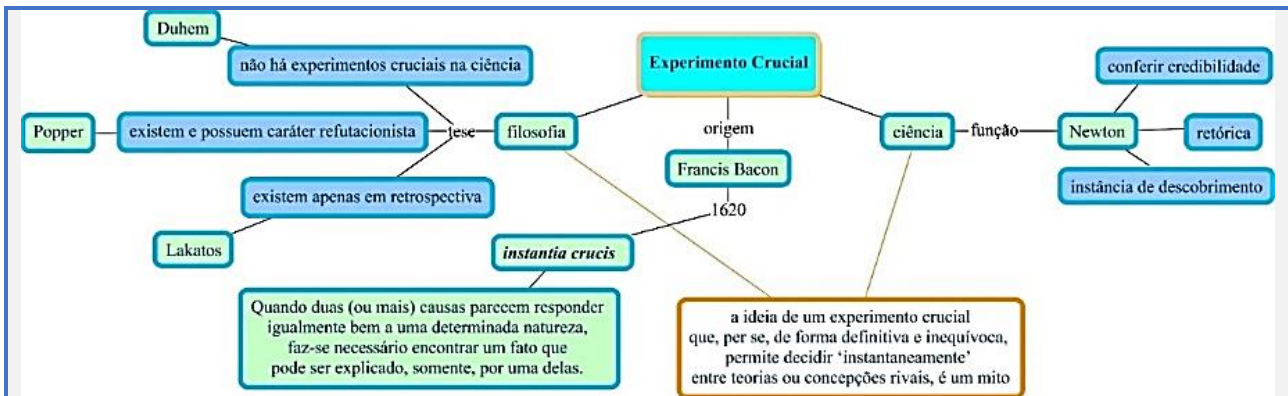 Duhem
não há experimentos cruciais na ciência
Experimento Crucial
conferir credibilidade
Popper
existem e possuem caráter refutacionista
tese
filosofia
origem
ciência
função
Newton
retórica
Francis Bacon
existem apenas em retrospectiva
instância de descobrimento
1620
Lakatos
instantia crucis
Quando duas (ou mais) causas parecem responder
igualmente bem a uma determinada natureza,
faz-se necessário encontrar um fato que
pode ser explicado, somente, por uma delas.
a ideia de um experimento crucial
que, per se, de forma definitiva e inequívoca,
permite decidir ‘instantaneamente’
entre teorias ou concepções rivais, é um mito